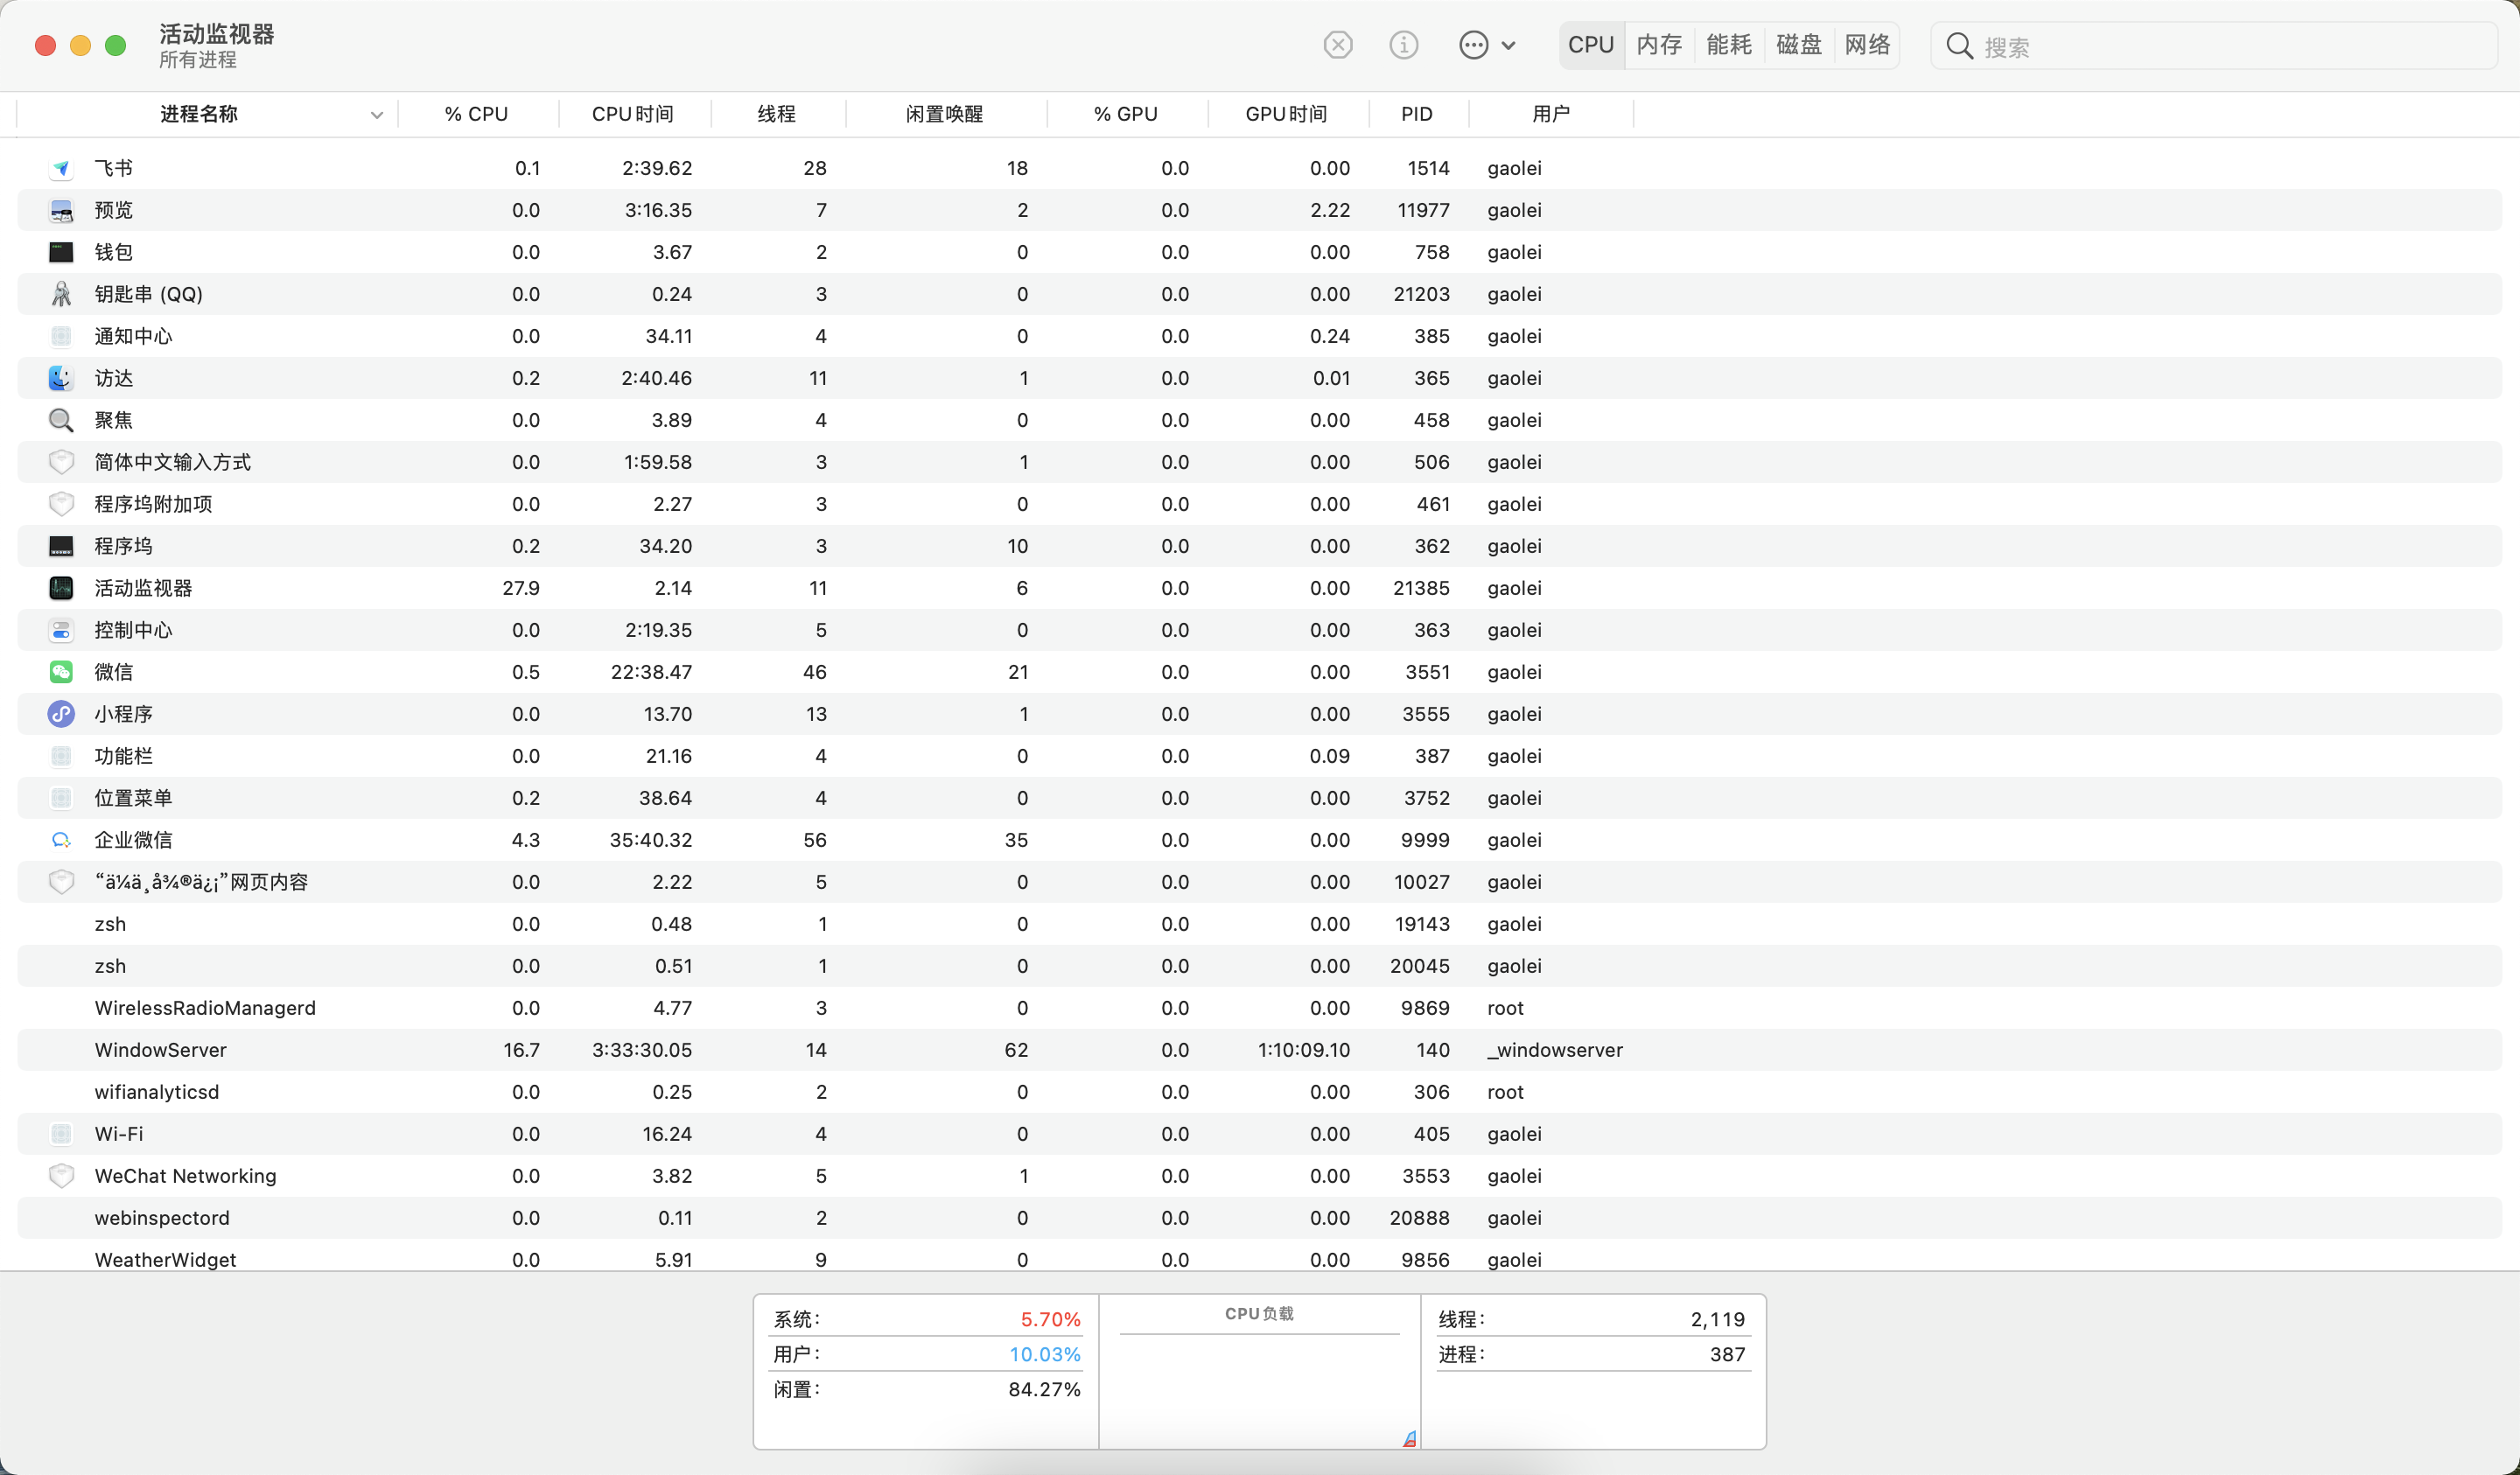 活动监视器
所有进程
CPU 内存 能耗 磁盘 网络 搜索
进程名称 % CPU CPU时间 线程 闲置唤醒 % GPU GPU时间 PID 用户
飞书 0.1 2:39.62 28 18 0.0 0.00 1514 gaolei
预览 0.0 3:16.35 7 2 0.0 2.22 11977 gaolei
钱包 0.0 3.67 2 0 0.0 0.00 758 gaolei
钥匙串 (QQ) 0.0 0.24 3 0 0.0 0.00 21203 gaolei
通知中心 0.0 34.11 4 0 0.0 0.24 385 gaolei
访达 0.2 2:40.46 11 1 0.0 0.01 365 gaolei
聚焦 0.0 3.89 4 0 0.0 0.00 458 gaolei
简体中文输入方式 0.0 1:59.58 3 1 0.0 0.00 506 gaolei
程序坞附加项 0.0 2.27 3 0 0.0 0.00 461 gaolei
程序坞 0.2 34.20 3 10 0.0 0.00 362 gaolei
活动监视器 27.9 2.14 11 6 0.0 0.00 21385 gaolei
控制中心 0.0 2:19.35 5 0 0.0 0.00 363 gaolei
微信 0.5 22:38.47 46 21 0.0 0.00 3551 gaolei
小程序 0.0 13.70 13 1 0.0 0.00 3555 gaolei
功能栏 0.0 21.16 4 0 0.0 0.09 387 gaolei
位置菜单 0.2 38.64 4 0 0.0 0.00 3752 gaolei
企业微信 4.3 35:40.32 56 35 0.0 0.00 9999 gaolei
“ä¼ä¸å¾®ä¿¡”网页内容 0.0 2.22 5 0 0.0 0.00 10027 gaolei
zsh 0.0 0.48 1 0 0.0 0.00 19143 gaolei
zsh 0.0 0.51 1 0 0.0 0.00 20045 gaolei
WirelessRadioManagerd 0.0 4.77 3 0 0.0 0.00 9869 root
WindowServer 16.7 3:33:30.05 14 62 0.0 1:10:09.10 140 _windowserver
wifianalyticsd 0.0 0.25 2 0 0.0 0.00 306 root
Wi-Fi 0.0 16.24 4 0 0.0 0.00 405 gaolei
WeChat Networking 0.0 3.82 5 1 0.0 0.00 3553 gaolei
webinspectord 0.0 0.11 2 0 0.0 0.00 20888 gaolei
WeatherWidget 0.0 5.91 9 0 0.0 0.00 9856 gaolei
系统: 5.70%
用户: 10.03%
闲置: 84.27%
CPU负载
线程: 2,119
进程: 387